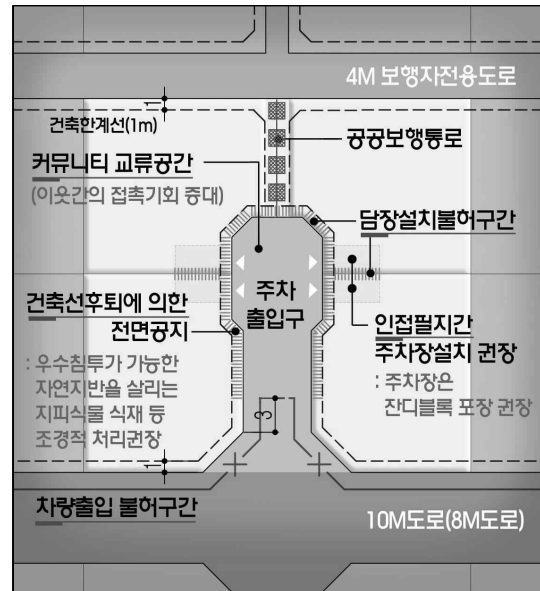 4M 보행자전용도로
1
건축한계선(1m)
공공보행통로
커뮤니티 교류공간
(이웃간의 접촉기회 증대)
담장설치불허구간
주차
출입구
건축선후퇴에 의한
전면공지
: 우수침투가 가능한
자연지반을 살리는
지피식물 식재 등
조경적 처리권장
인접필지간
주차장설치 권장
: 주차장은
잔디블록 포장 권장
3
1
차량출입 불허구간
10M도로(8M도로)